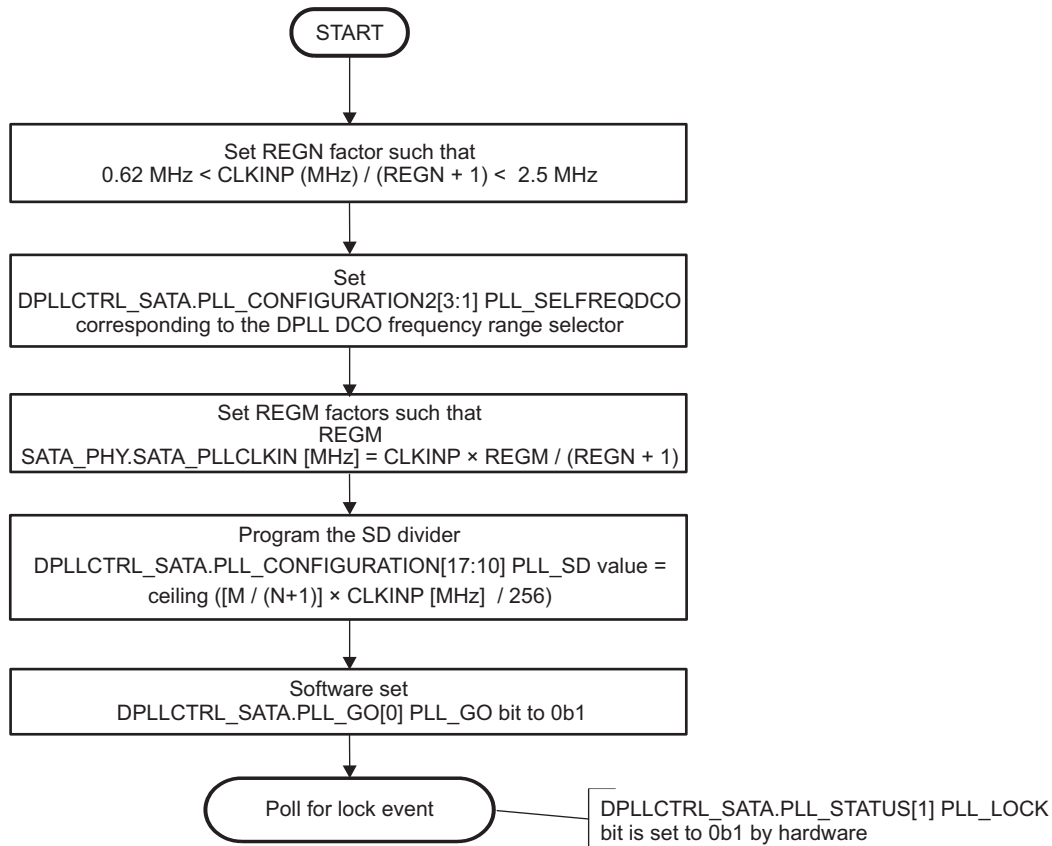 START
Set REGN factor such that
0.62 MHz < CLKINP (MHz) / (REGN + 1) < 2.5 MHz
Set
DPLLCTRL_SATA.PLL_CONFIGURATION2[3:1] PLL_SELFREQDCO
corresponding to the DPLL DCO frequency range selector
Set REGM factors such that
REGM
SATA_PHY.SATA_PLLCLKIN [MHz] = CLKINP × REGM / (REGN + 1)
Program the SD divider
DPLLCTRL_SATA.PLL_CONFIGURATION[17:10] PLL_SD value =
ceiling ([M / (N+1)] × CLKINP [MHz] / 256)
Software set
DPLLCTRL_SATA.PLL_GO[0] PLL_GO bit to 0b1
Poll for lock event
DPLLCTRL_SATA.PLL_STATUS[1] PLL_LOCK
bit is set to 0b1 by hardware